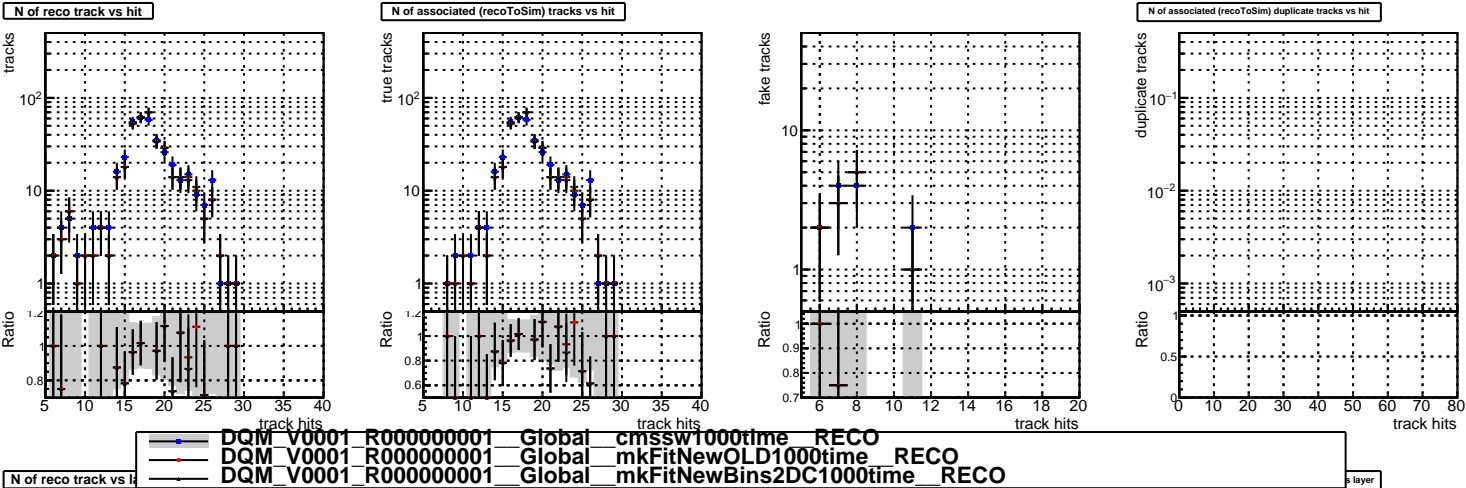 N of reco track vs hit
N of associated (recoToSim) tracks vs hit
N of associated (recoToSim) duplicate tracks vs hit
tracks
10²
10
1
Ratio
1.2
1
0.8
5 10 15 20 25 30 35 40
track hits
true tracks
10²
10
1
Ratio
1.2
1
0.8
0.6
5 10 15 20 25 30 35 40
track hits
fake tracks
10
1
Ratio
1
0.9
0.8
0.7
6 8 10 12 14 16 18 20
track hits
duplicate tracks
10⁻¹
10⁻²
10⁻³
Ratio
1
0.5
0
0 10 20 30 40 50 60 70 80
track hits
DQM_V0001_R000000001__Global__cmssw1000time__RECO
DQM_V0001_R000000001__Global__mkFitNewOLD1000time__RECO
DQM_V0001_R000000001__Global__mkFitNewBins2DC1000time__RECO
N of reco track vs la
s layer